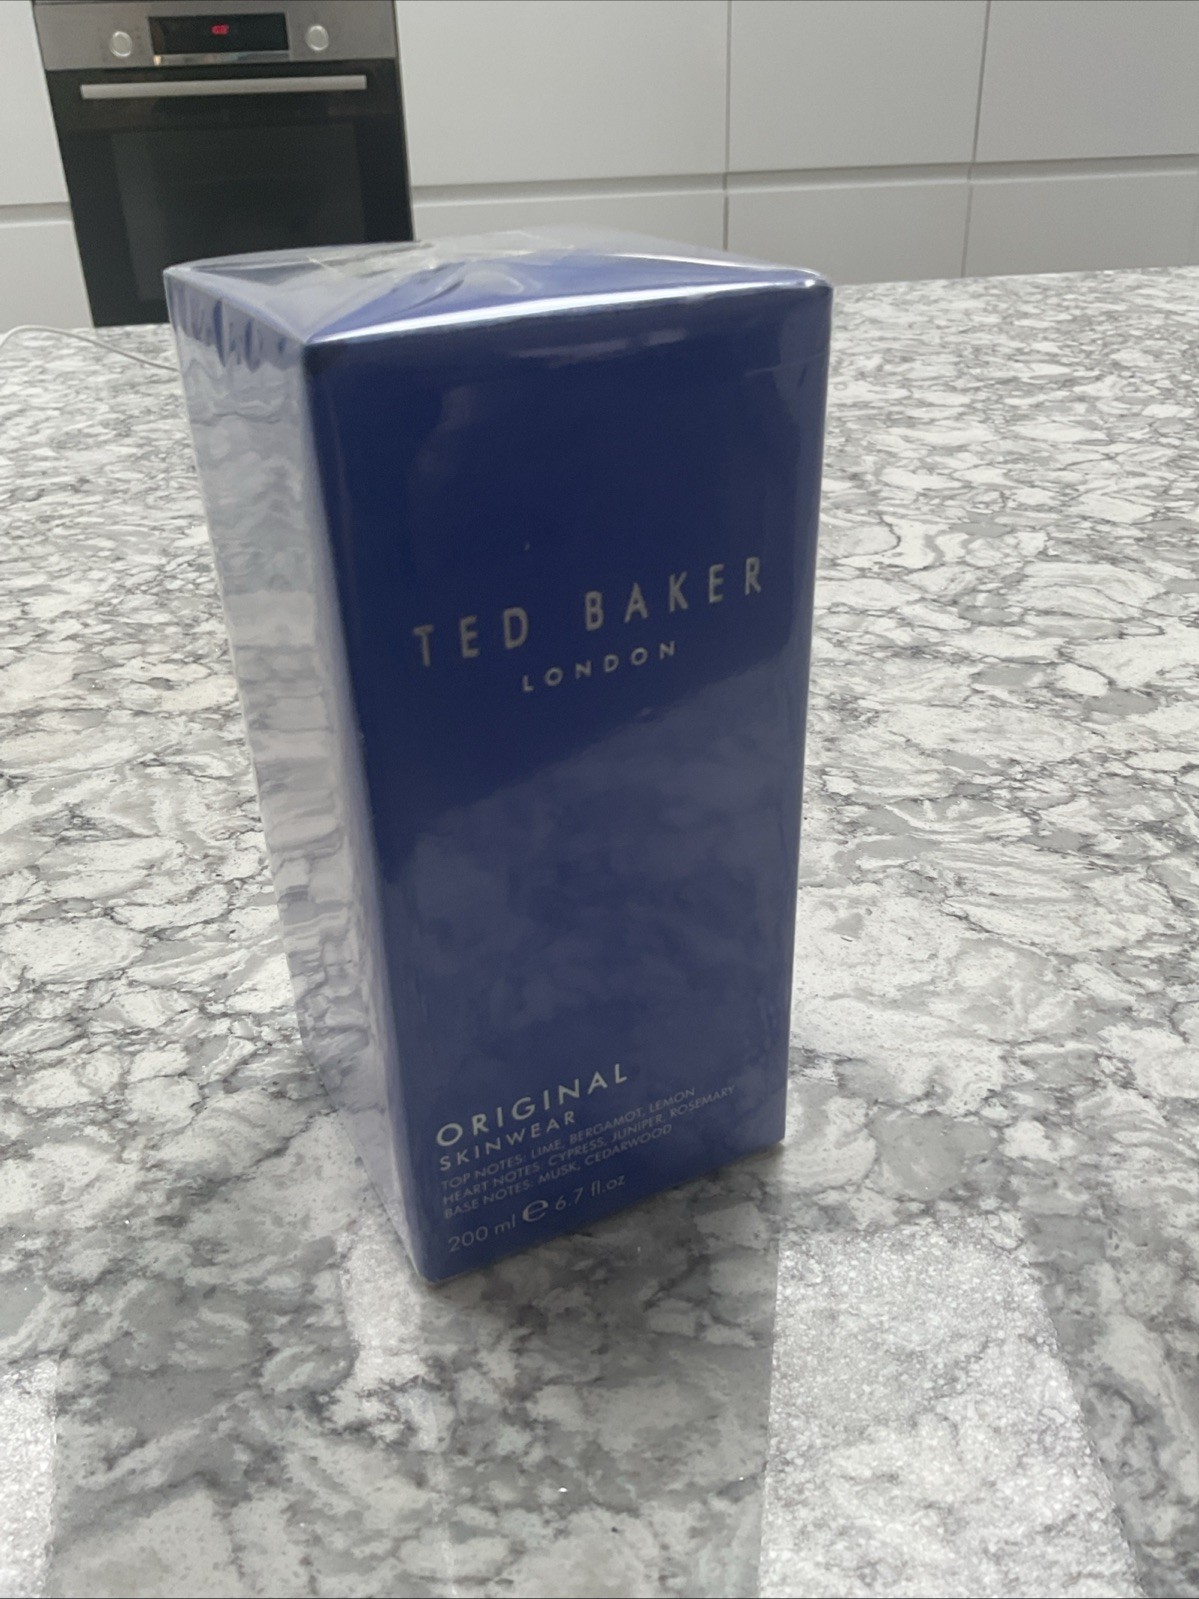 TED BAKER
LONDON
ORIGINAL
SKINWEAR
TOP NOTES: LIME, BERGAMOT, LEMON
HEART NOTES: CYPRESS, JUNIPER, ROSEMARY
BASE NOTES: MUSK, CEDARWOOD
200 ml ℮ 6.7 fl.oz